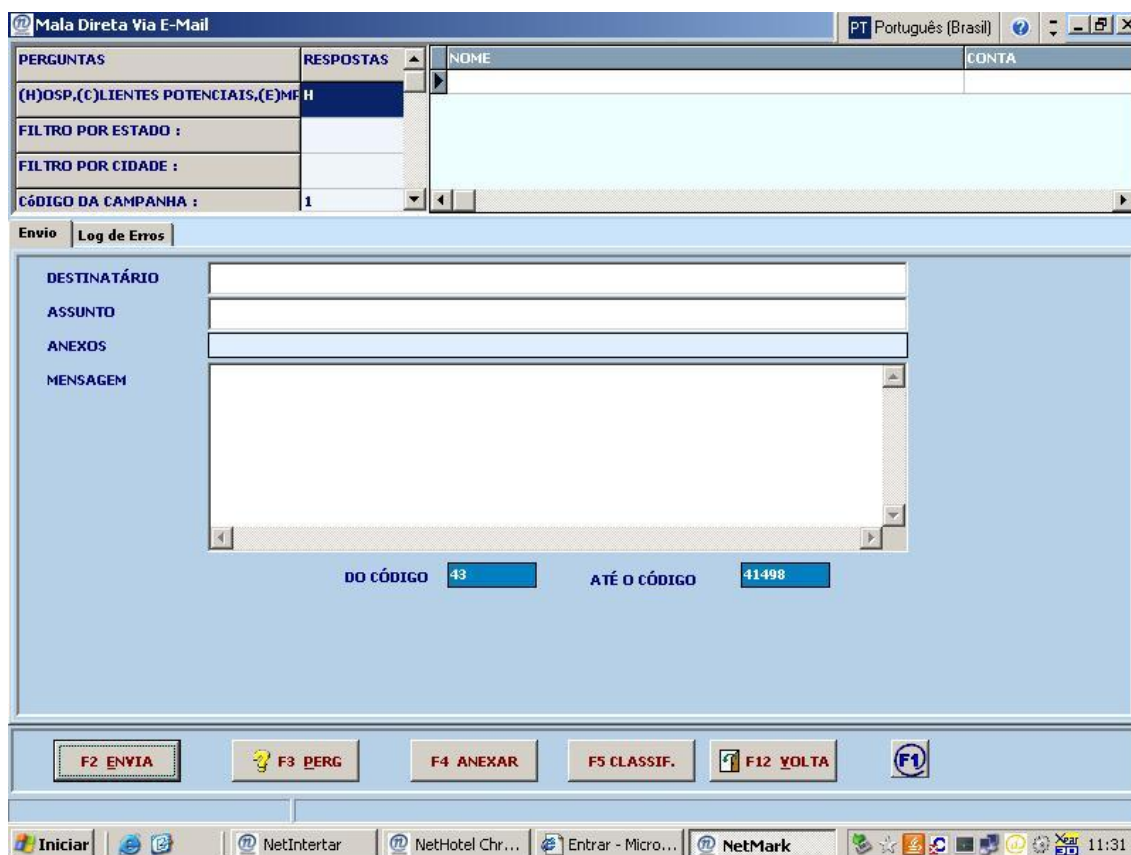 Mala Direta Via E-Mail
PT Português (Brasil)
PERGUNTAS RESPOSTAS NOME CONTA
(H)OSP,(C)LIENTES POTENCIAIS,(E)MP H
FILTRO POR ESTADO :
FILTRO POR CIDADE :
CóDIGO DA CAMPANHA : 1
Envio Log de Erros
DESTINATÁRIO
ASSUNTO
ANEXOS
MENSAGEM
DO CÓDIGO 43 ATÉ O CÓDIGO 41498
F2 ENVIA F3 PERG F4 ANEXAR F5 CLASSIF. F12 VOLTA F1
Iniciar NetIntertar NetHotel Chr... Entrar - Micro... NetMark 11:31